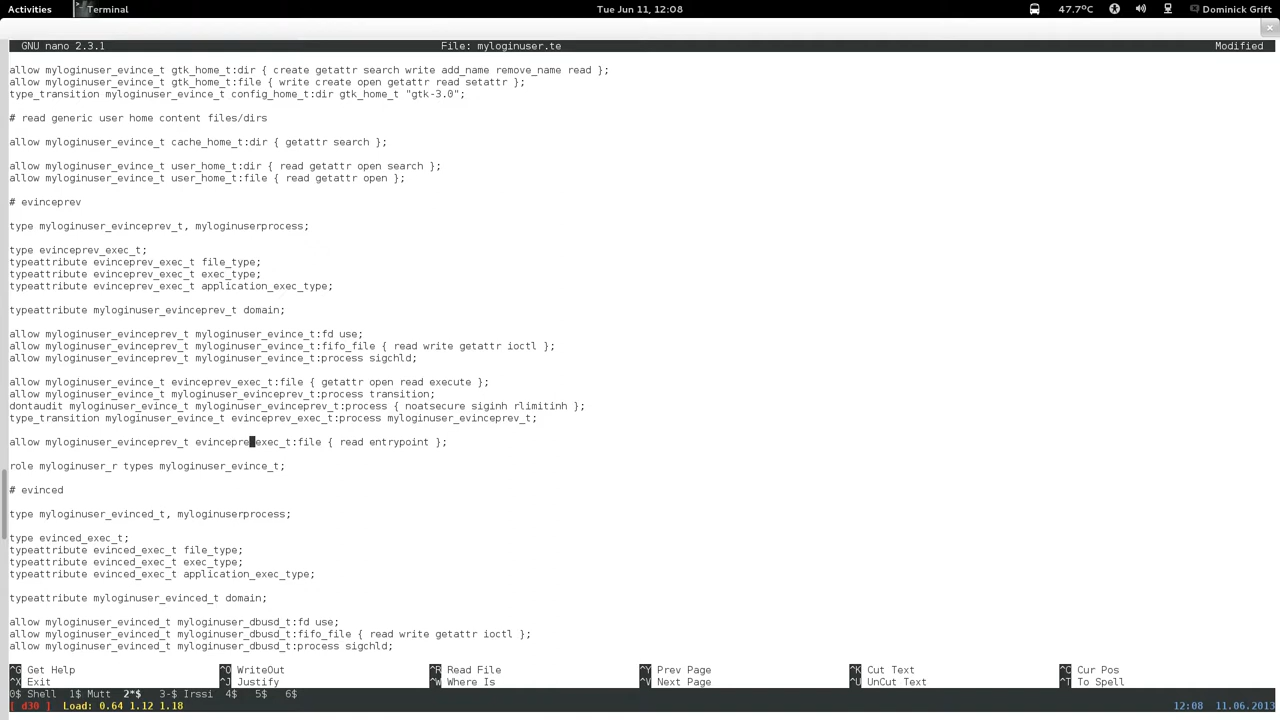 Activities Terminal Tue Jun 11, 12:08 47.7°C Dominick Grift
GNU nano 2.3.1 File: myloginuser.te Modified
allow myloginuser_evince_t gtk_home_t:dir { create getattr search write add_name remove_name read };
allow myloginuser_evince_t gtk_home_t:file { write create open getattr read setattr };
type_transition myloginuser_evince_t config_home_t:dir gtk_home_t "gtk-3.0";
# read generic user home content files/dirs
allow myloginuser_evince_t cache_home_t:dir { getattr search };
allow myloginuser_evince_t user_home_t:dir { read getattr open search };
allow myloginuser_evince_t user_home_t:file { read getattr open };
# evinceprev
type myloginuser_evinceprev_t, myloginuserprocess;
type evinceprev_exec_t;
typeattribute evinceprev_exec_t file_type;
typeattribute evinceprev_exec_t exec_type;
typeattribute evinceprev_exec_t application_exec_type;
typeattribute myloginuser_evinceprev_t domain;
allow myloginuser_evinceprev_t myloginuser_evince_t:fd use;
allow myloginuser_evinceprev_t myloginuser_evince_t:fifo_file { read write getattr ioctl };
allow myloginuser_evinceprev_t myloginuser_evince_t:process sigchld;
allow myloginuser_evince_t evinceprev_exec_t:file { getattr open read execute };
allow myloginuser_evince_t myloginuser_evinceprev_t:process transition;
dontaudit myloginuser_evince_t myloginuser_evinceprev_t:process { noatsecure siginh rlimitinh };
type_transition myloginuser_evince_t evinceprev_exec_t:process myloginuser_evinceprev_t;
allow myloginuser_evinceprev_t evincepre exec_t:file { read entrypoint };
role myloginuser_r types myloginuser_evince_t;
# evinced
type myloginuser_evinced_t, myloginuserprocess;
type evinced_exec_t;
typeattribute evinced_exec_t file_type;
typeattribute evinced_exec_t exec_type;
typeattribute evinced_exec_t application_exec_type;
typeattribute myloginuser_evinced_t domain;
allow myloginuser_evinced_t myloginuser_dbusd_t:fd use;
allow myloginuser_evinced_t myloginuser_dbusd_t:fifo_file { read write getattr ioctl };
allow myloginuser_evinced_t myloginuser_dbusd_t:process sigchld;
^G Get Help ^O WriteOut ^R Read File ^Y Prev Page ^K Cut Text ^C Cur Pos
^X Exit ^J Justify ^W Where Is ^V Next Page ^U UnCut Text ^T To Spell
0$ Shell 1$ Mutt 2*$ 3-$ Irssi 4$ 5$ 6$
[ d30 ] Load: 0.64 1.12 1.18 12:08 11.06.2013